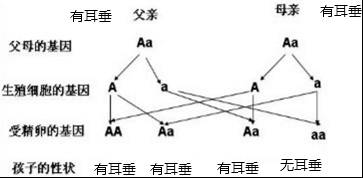 有耳垂 父亲 母亲 有耳垂
父母的基因 Aa Aa
生殖细胞的基因 A a A a
受精卵的基因 AA Aa Aa aa
孩子的性状 有耳垂 有耳垂 有耳垂 无耳垂